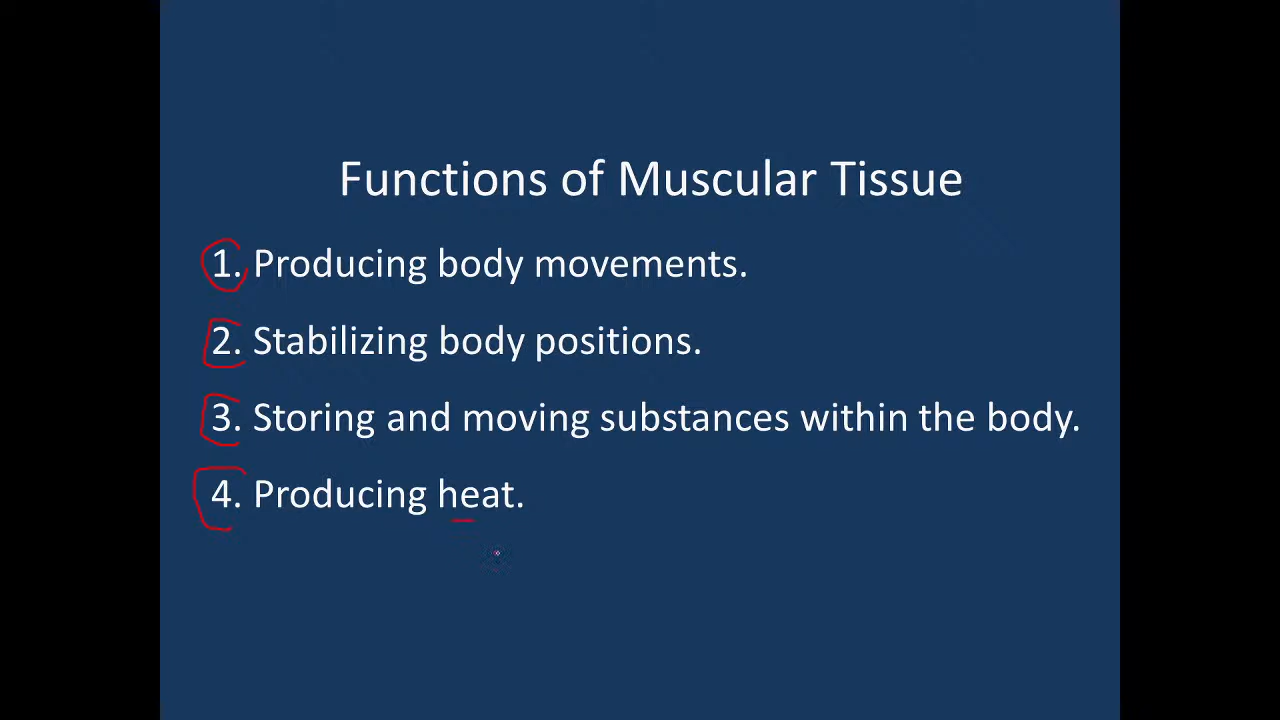 Functions of Muscular Tissue
1. Producing body movements.
2. Stabilizing body positions.
3. Storing and moving substances within the body.
4. Producing heat.